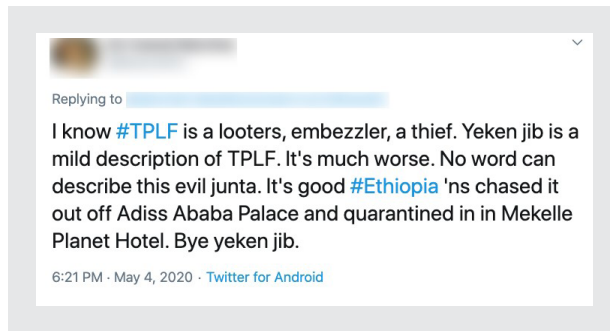 Replying to
I know #TPLF is a looters, embezzler, a thief. Yeken jib is a
mild description of TPLF. It's much worse. No word can
describe this evil junta. It's good #Ethiopia 'ns chased it
out off Adiss Ababa Palace and quarantined in in Mekelle
Planet Hotel. Bye yeken jib.
6:21 PM · May 4, 2020 · Twitter for Android